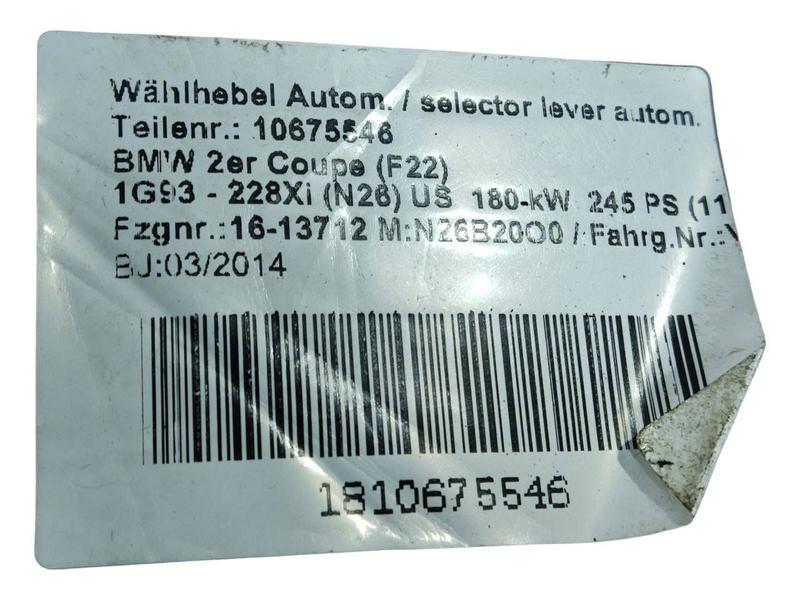 Wählhebel Autom. / selector lever autom.
Teilenr.: 10675546
BMW 2er Coupe (F22)
1G93 - 228Xi (N26) US 180-kW 245 PS (11
Fzgnr.:16-13712 M:N26B20O0 / Fahrg.Nr.:V
BJ:03/2014
1810675546